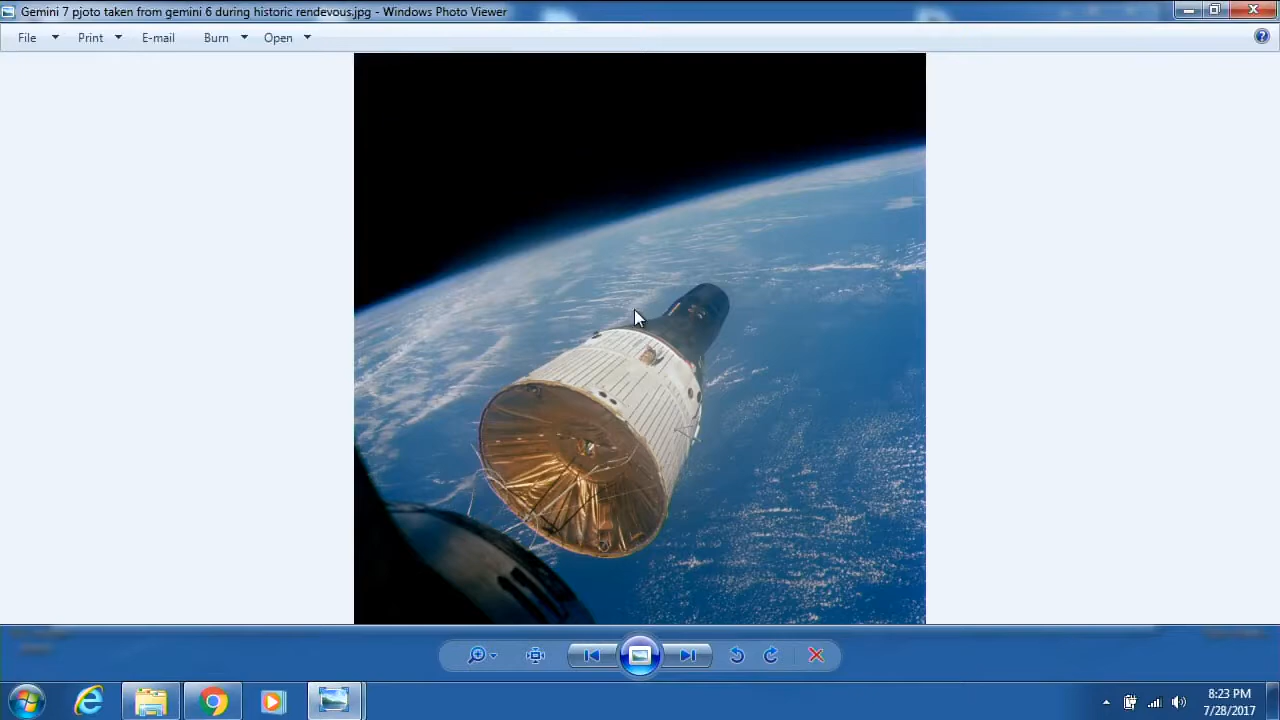 Gemini 7 pjoto taken from gemini 6 during historic rendevous.jpg - Windows Photo Viewer
File Print E-mail Burn Open
8:23 PM
7/28/2017